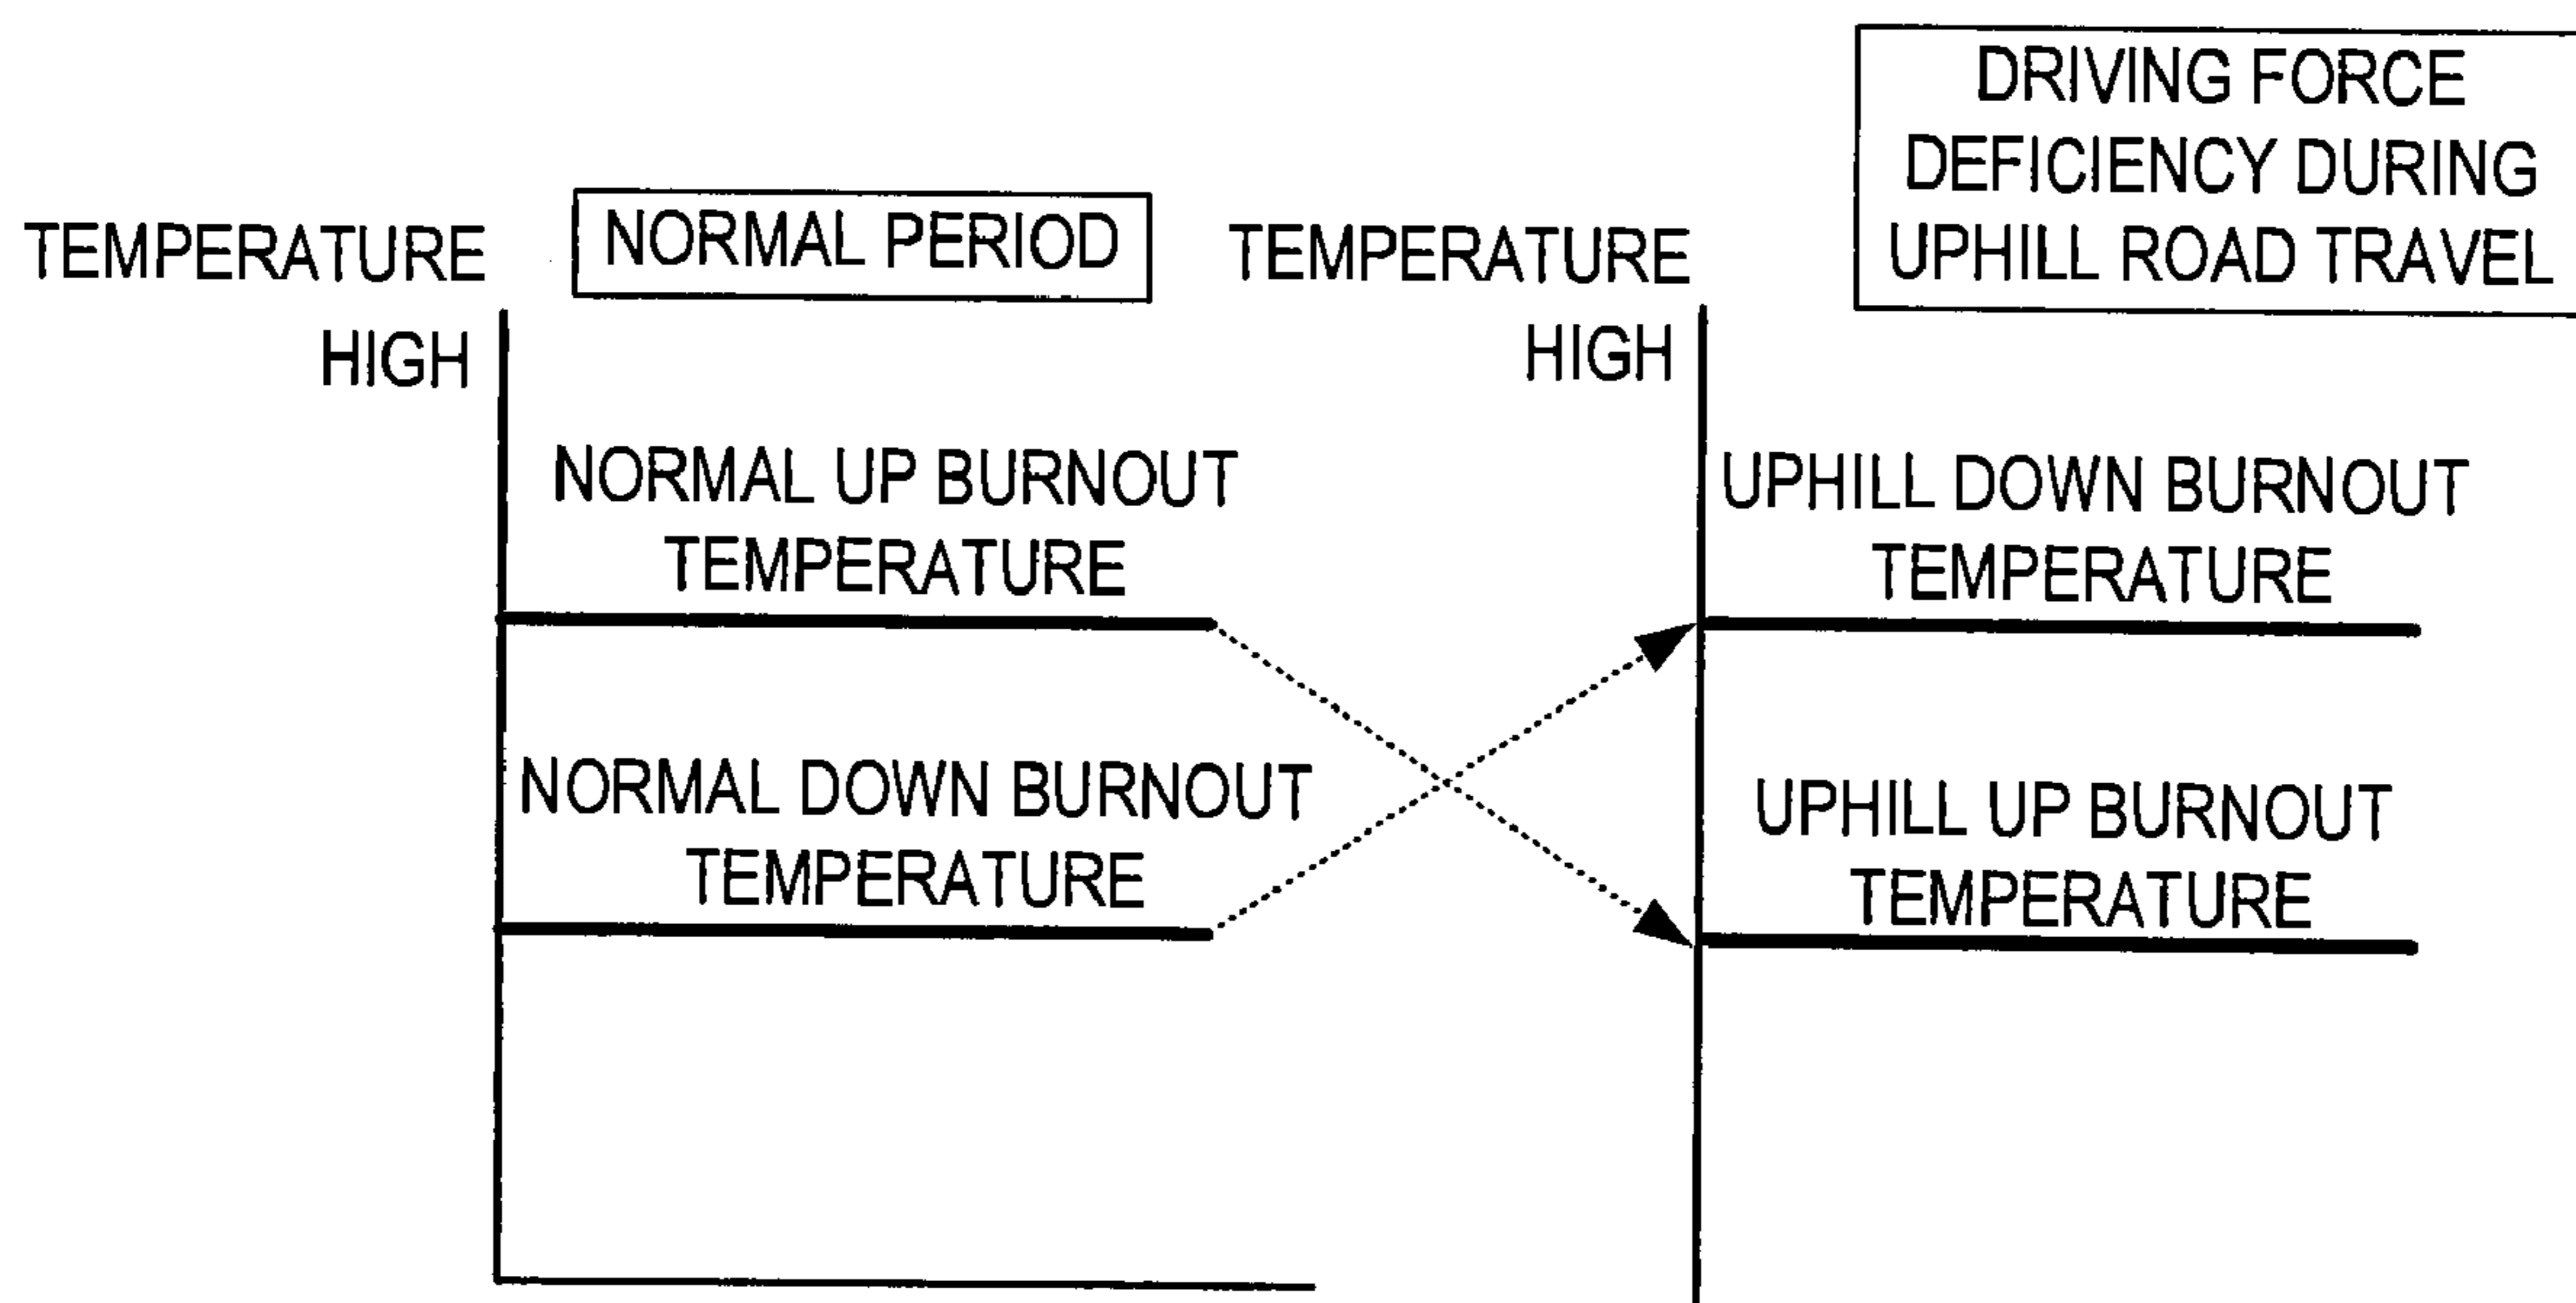 TEMPERATURE
HIGH
NORMAL PERIOD
NORMAL UP BURNOUT
TEMPERATURE
NORMAL DOWN BURNOUT
TEMPERATURE
TEMPERATURE
HIGH
DRIVING FORCE
DEFICIENCY DURING
UPHILL ROAD TRAVEL
UPHILL DOWN BURNOUT
TEMPERATURE
UPHILL UP BURNOUT
TEMPERATURE